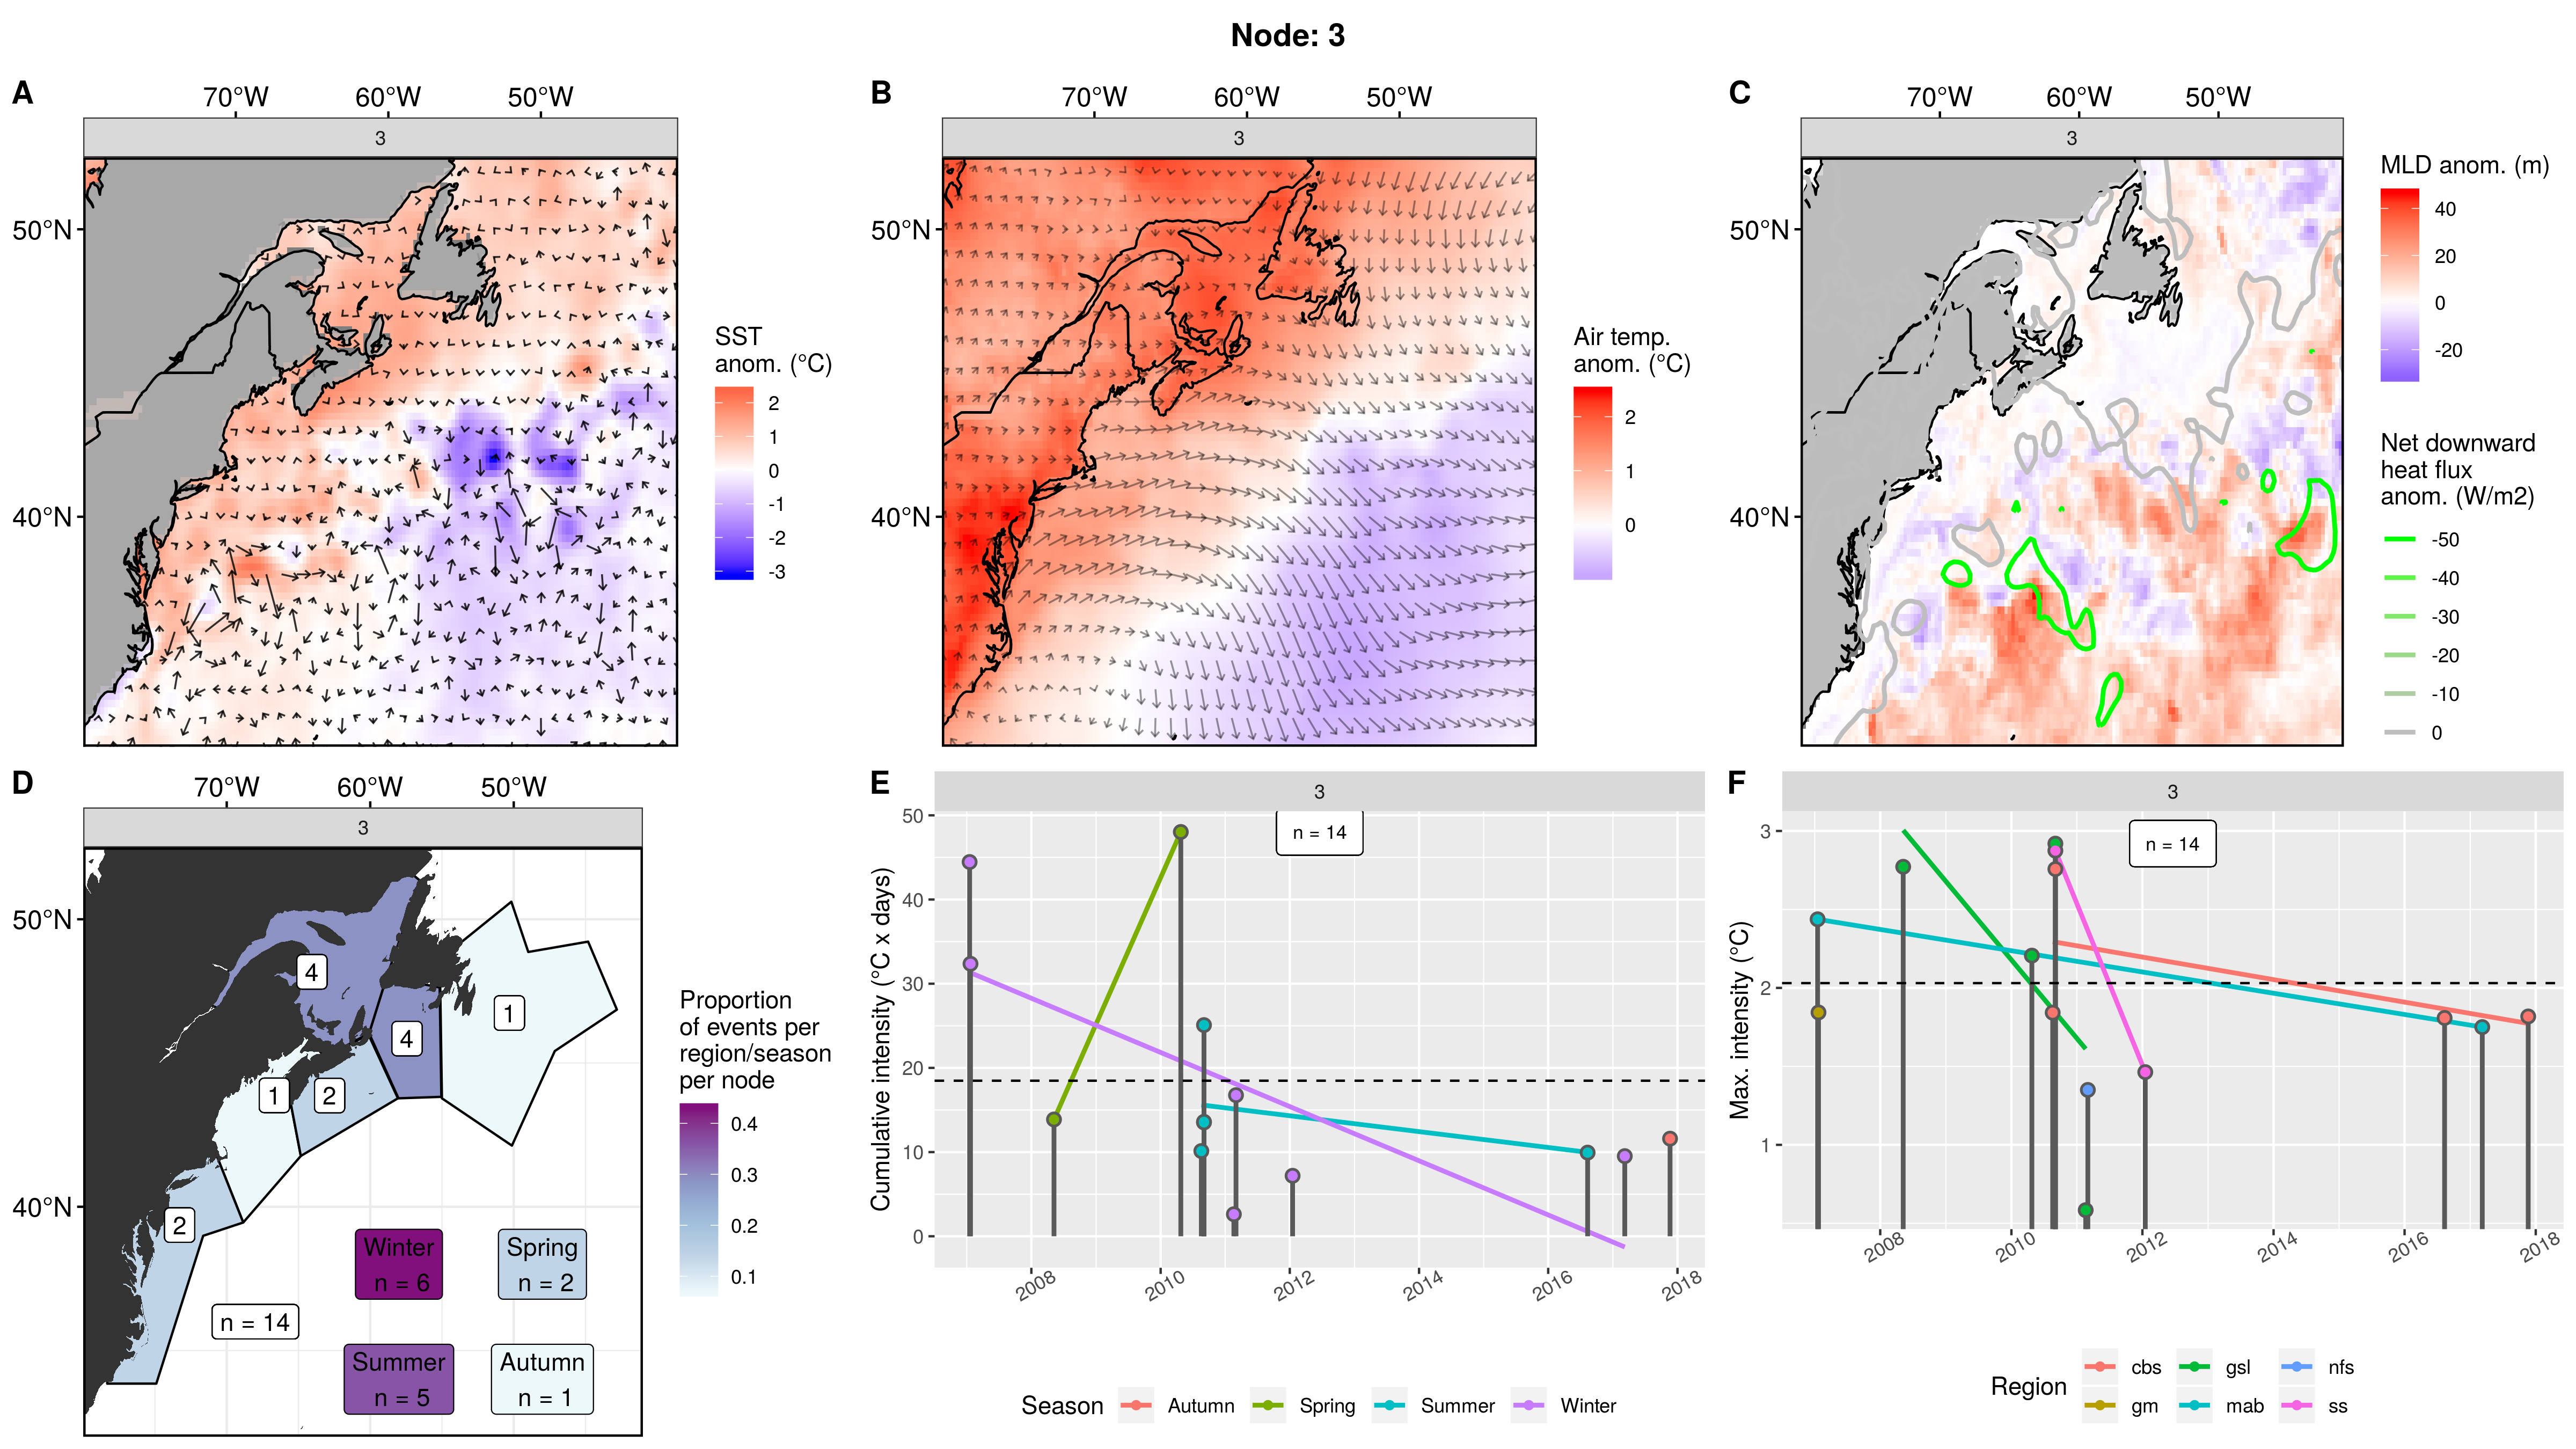 Node: 3
A
70°W 60°W 50°W
3
50°N
40°N
SST
anom. (°C)
2
1
0
-1
-2
-3
B
70°W 60°W 50°W
3
50°N
40°N
Air temp.
anom. (°C)
2
1
0
C
70°W 60°W 50°W
3
50°N
40°N
MLD anom. (m)
40
20
0
-20
Net downward
heat flux
anom. (W/m2)
-50
-40
-30
-20
-10
0
D
70°W 60°W 50°W
3
50°N
40°N
4
4
1
1
2
2
n = 14
Winter
n = 6
Spring
n = 2
Summer
n = 5
Autumn
n = 1
Proportion
of events per
region/season
per node
0.4
0.3
0.2
0.1
E
3
n = 14
Cumulative intensity (°C x days)
50
40
30
20
10
0
2008 2010 2012 2014 2016 2018
Season Autumn Spring Summer Winter
F
3
n = 14
Max. intensity (°C)
3
2
1
2008 2010 2012 2014 2016 2018
Region
cbs gsl nfs
gm mab ss